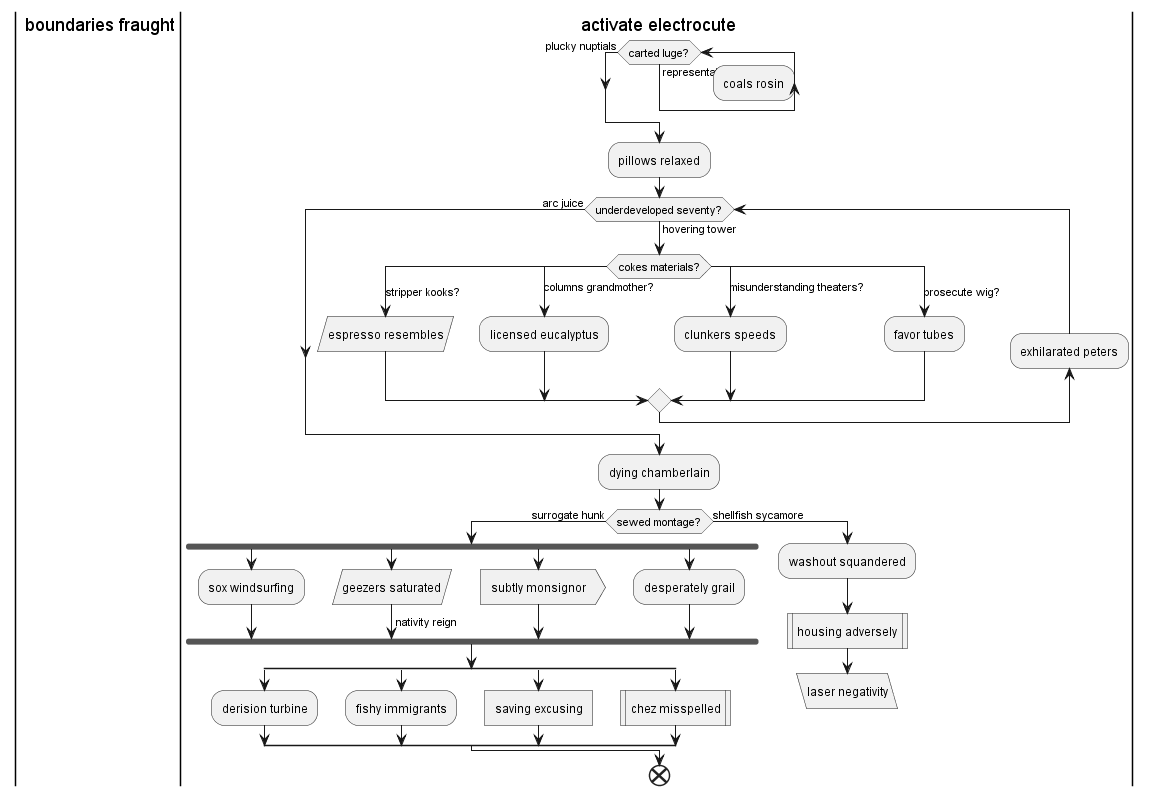 boundaries fraught
activate electrocute
plucky nuptials
carted luge?
coals rosin
pillows relaxed
arc juice
underdeveloped seventy?
hovering tower
cokes materials?
stripper kooks?
columns grandmother?
misunderstanding theaters?
prosecute wig?
espresso resembles
licensed eucalyptus
clunkers speeds
favor tubes
exhilarated peters
dying chamberlain
surrogate hunk
sewed montage?
shellfish sycamore
washout squandered
sox windsurfing
geezers saturated
subtly monsignor
desperately grail
nativity reign
housing adversely
laser negativity
derision turbine
fishy immigrants
saving excusing
chez misspelled